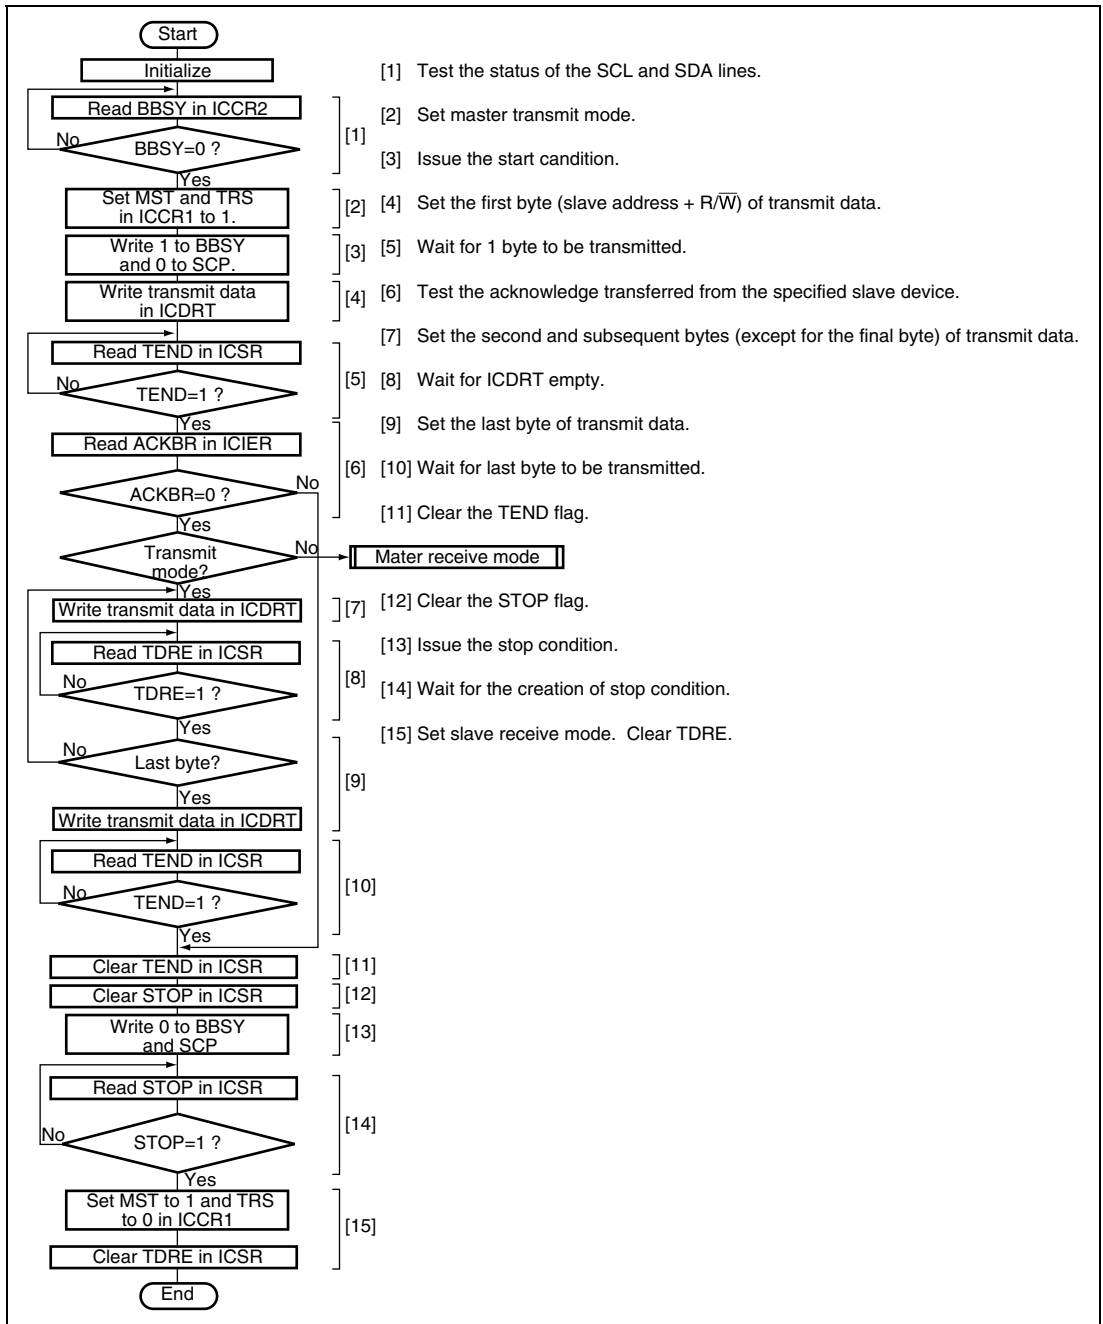 Start
Initialize
Read BBSY in ICCR2
No
BBSY=0 ?
[1]
Yes
Set MST and TRS
in ICCR1 to 1.
[2]
Write 1 to BBSY
and 0 to SCP.
[3]
Write transmit data
in ICDRT
[4]
Read TEND in ICSR
No
TEND=1 ?
[5]
Yes
Read ACKBR in ICIER
[6]
No
ACKBR=0 ?
Yes
Transmit
mode?
No
Mater receive mode
Yes
Write transmit data in ICDRT
[7]
Read TDRE in ICSR
No
TDRE=1 ?
[8]
Yes
No
Last byte?
[9]
Yes
Write transmit data in ICDRT
Read TEND in ICSR
No
TEND=1 ?
[10]
Yes
Clear TEND in ICSR
[11]
Clear STOP in ICSR
[12]
Write 0 to BBSY
and SCP
[13]
Read STOP in ICSR
No
STOP=1 ?
[14]
Yes
Set MST to 1 and TRS
to 0 in ICCR1
[15]
Clear TDRE in ICSR
End
[1] Test the status of the SCL and SDA lines.
[2] Set master transmit mode.
[3] Issue the start candition.
[4] Set the first byte (slave address + R/W̅) of transmit data.
[5] Wait for 1 byte to be transmitted.
[6] Test the acknowledge transferred from the specified slave device.
[7] Set the second and subsequent bytes (except for the final byte) of transmit data.
[8] Wait for ICDRT empty.
[9] Set the last byte of transmit data.
[10] Wait for last byte to be transmitted.
[11] Clear the TEND flag.
[12] Clear the STOP flag.
[13] Issue the stop condition.
[14] Wait for the creation of stop condition.
[15] Set slave receive mode. Clear TDRE.